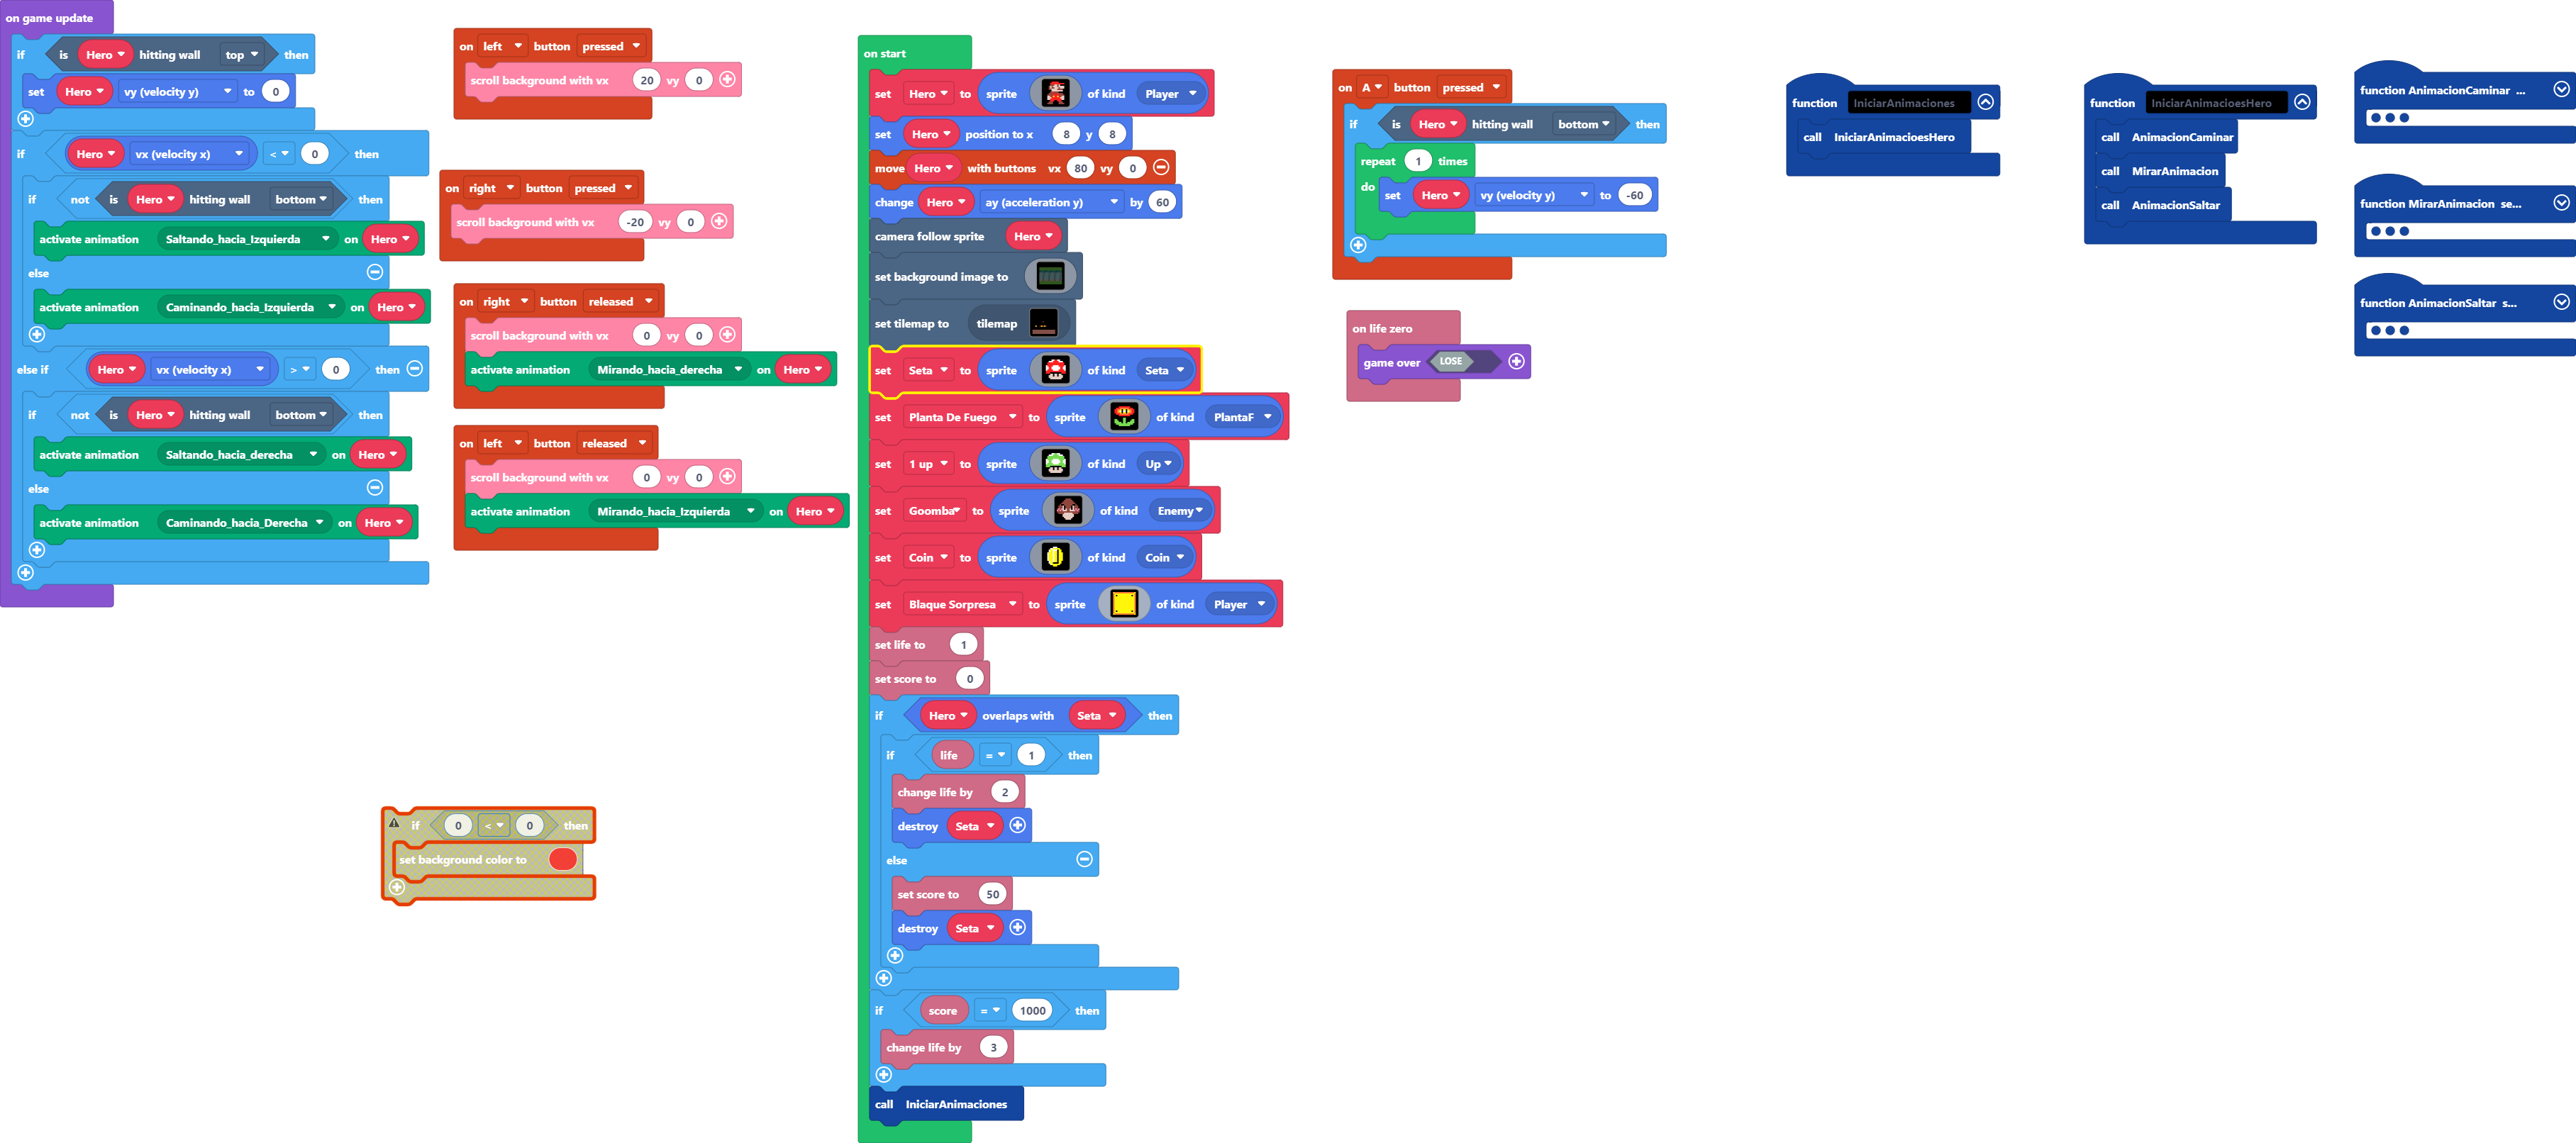 on game update
if is Hero hitting wall top then
set Hero vy (velocity y) to 0
if Hero vx (velocity x) < 0 then
if not is Hero hitting wall bottom then
activate animation Saltando_hacia_Izquierda on Hero
else
activate animation Caminando_hacia_Izquierda on Hero
else if Hero vx (velocity x) > 0 then
if not is Hero hitting wall bottom then
activate animation Saltando_hacia_derecha on Hero
else
activate animation Caminando_hacia_Derecha on Hero
on left button pressed
scroll background with vx 20 vy 0
on right button pressed
scroll background with vx -20 vy 0
on right button released
scroll background with vx 0 vy 0
activate animation Mirando_hacia_derecha on Hero
on left button released
scroll background with vx 0 vy 0
activate animation Mirando_hacia_Izquierda on Hero
if 0 < 0 then
set background color to
on start
set Hero to sprite of kind Player
set Hero position to x 8 y 8
move Hero with buttons vx 80 vy 0
change Hero ay (acceleration y) by 60
camera follow sprite Hero
set background image to
set tilemap to tilemap
set Seta to sprite of kind Seta
set Planta De Fuego to sprite of kind PlantaF
set 1 up to sprite of kind Up
set Goomba to sprite of kind Enemy
set Coin to sprite of kind Coin
set Blaque Sorpresa to sprite of kind Player
set life to 1
set score to 0
if Hero overlaps with Seta then
if life = 1 then
change life by 2
destroy Seta
else
set score to 50
destroy Seta
if score = 1000 then
change life by 3
call IniciarAnimaciones
on A button pressed
if is Hero hitting wall bottom then
repeat 1 times
do set Hero vy (velocity y) to -60
on life zero
game over LOSE
function IniciarAnimaciones
call IniciarAnimacioesHero
function IniciarAnimacioesHero
call AnimacionCaminar
call MirarAnimacion
call AnimacionSaltar
function AnimacionCaminar ...
function MirarAnimacion se...
function AnimacionSaltar s...